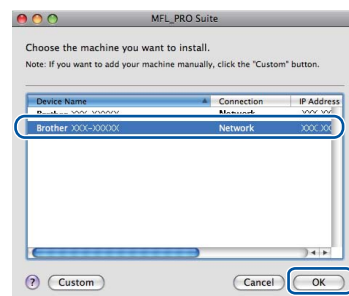 MFL_PRO Suite
Choose the machine you want to install.
Note: If you want to add your machine manually, click the "Custom" button.
Device Name Connection IP Address
Brother XXX-XXXXX Network XXX.XXX
Brother XXX-XXXXX Network XXX.XXX
? Custom Cancel OK